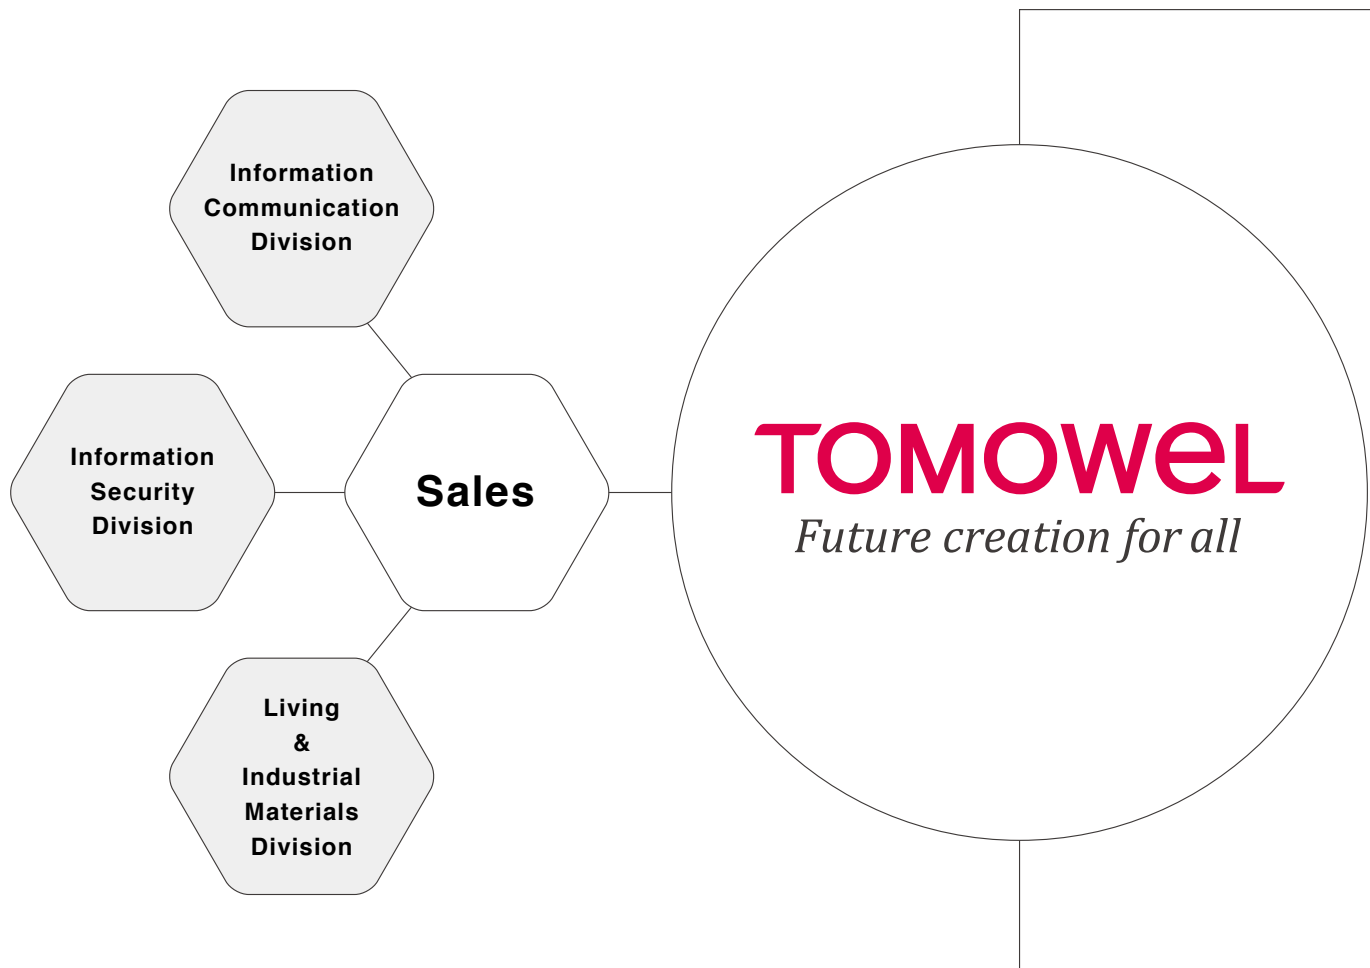 Information
Communication
Division
Information
Security
Division
Sales
Living
&
Industrial
Materials
Division
TOMOWEL
Future creation for all